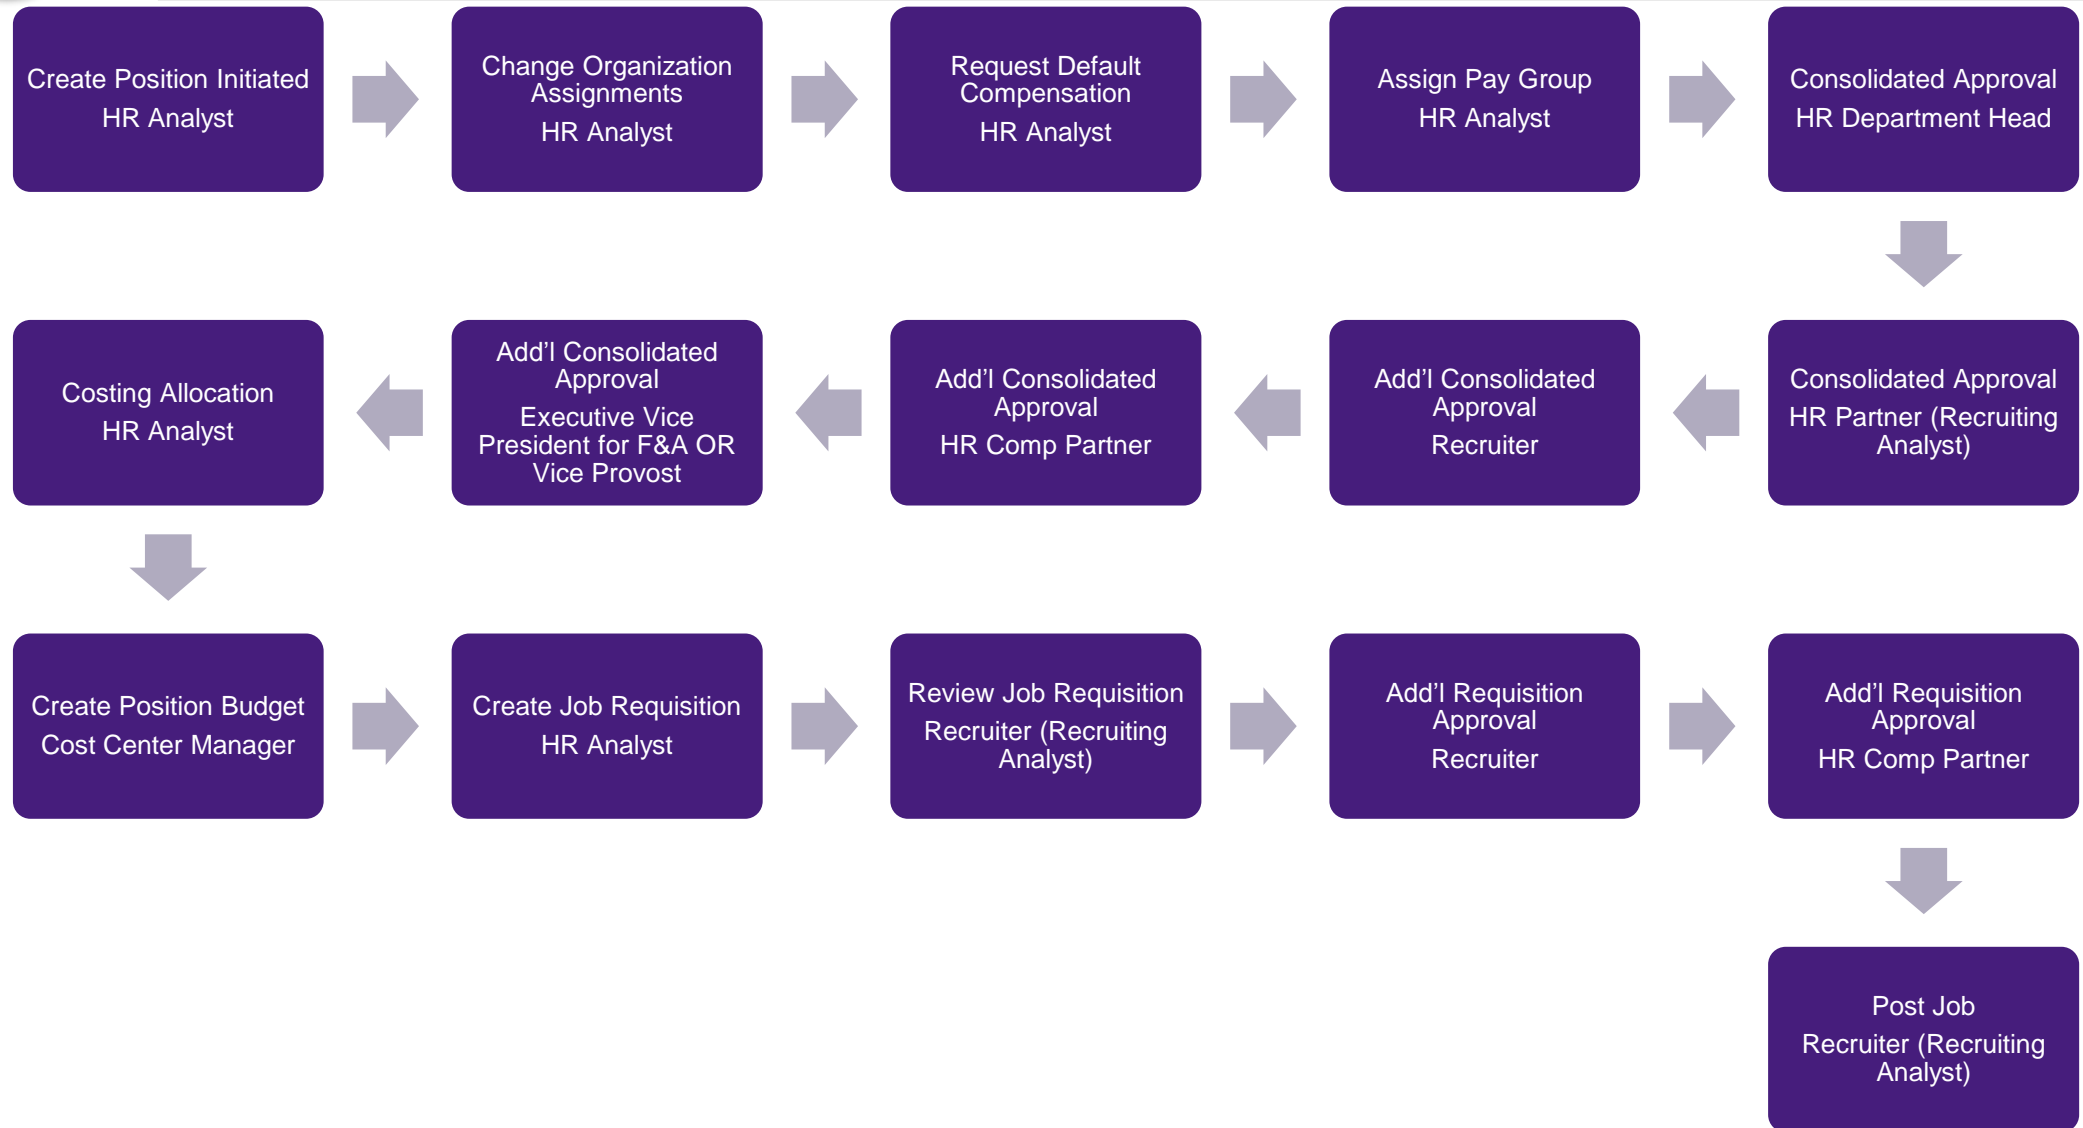 Create Position Initiated
HR Analyst
Change Organization
Assignments
HR Analyst
Request Default
Compensation
HR Analyst
Assign Pay Group
HR Analyst
Consolidated Approval
HR Department Head
Consolidated Approval
HR Partner (Recruiting
Analyst)
Add’l Consolidated
Approval
Recruiter
Add’l Consolidated
Approval
HR Comp Partner
Add’l Consolidated
Approval
Executive Vice
President for F&A OR
Vice Provost
Costing Allocation
HR Analyst
Create Position Budget
Cost Center Manager
Create Job Requisition
HR Analyst
Review Job Requisition
Recruiter (Recruiting
Analyst)
Add’l Requisition
Approval
Recruiter
Add’l Requisition
Approval
HR Comp Partner
Post Job
Recruiter (Recruiting
Analyst)